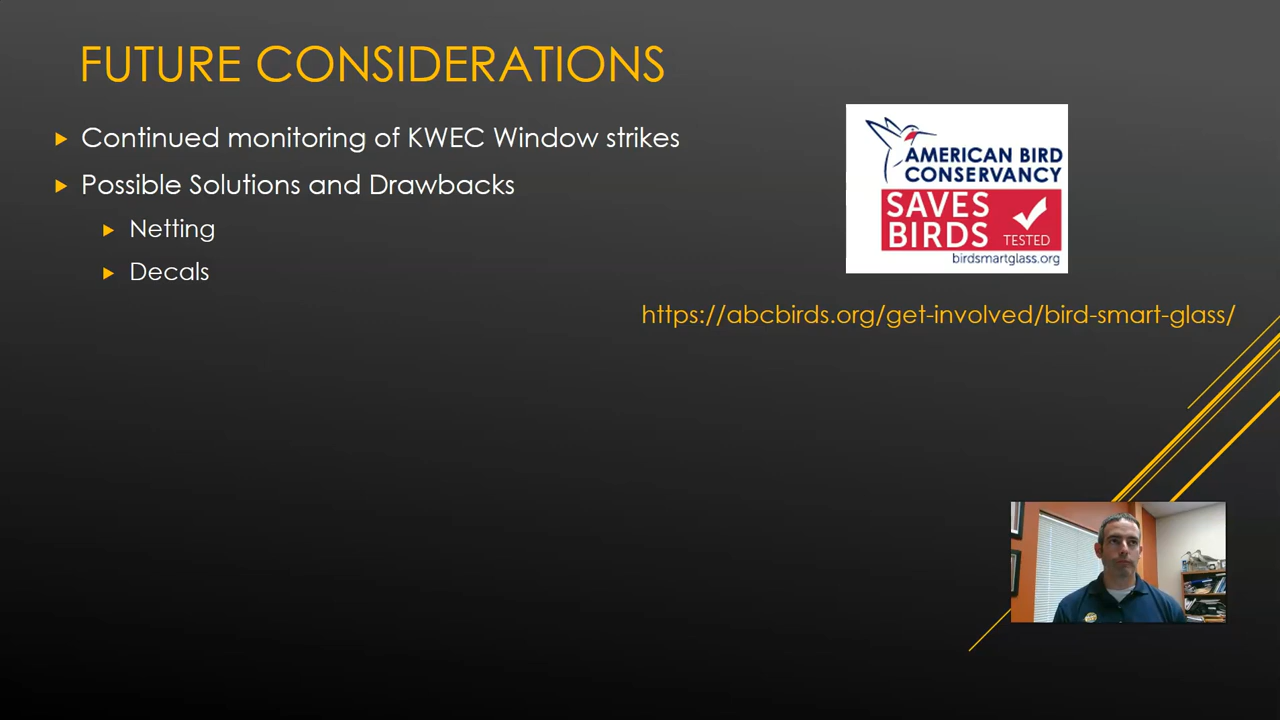 FUTURE CONSIDERATIONS
Continued monitoring of KWEC Window strikes
Possible Solutions and Drawbacks
Netting
Decals
AMERICAN BIRD
CONSERVANCY
SAVES
BIRDS
TESTED
birdsmartglass.org
https://abcbirds.org/get-involved/bird-smart-glass/